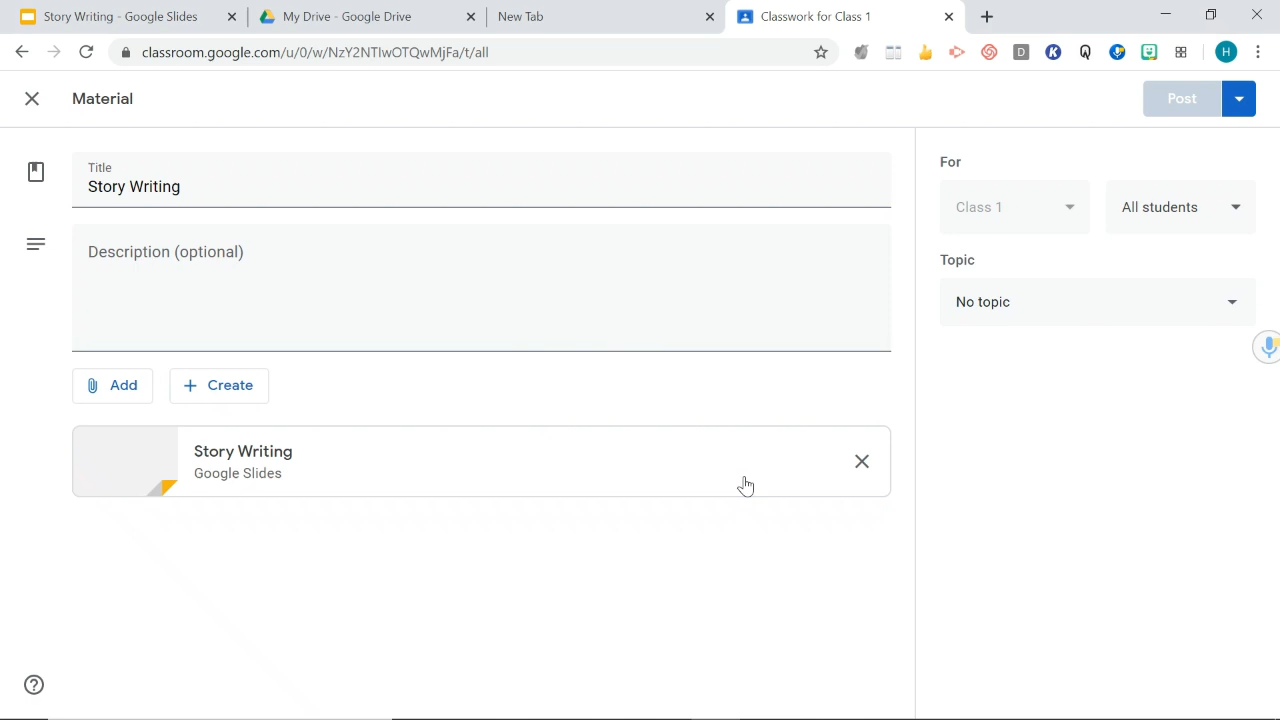 Story Writing - Google Slides
My Drive - Google Drive
New Tab
Classwork for Class 1
classroom.google.com/u/0/w/NzY2NTIwOTQwMjFa/t/all
D
K
H
Material
Post
Title
Story Writing
For
Class 1
All students
Description (optional)
Topic
No topic
Add
Create
Story Writing
Google Slides